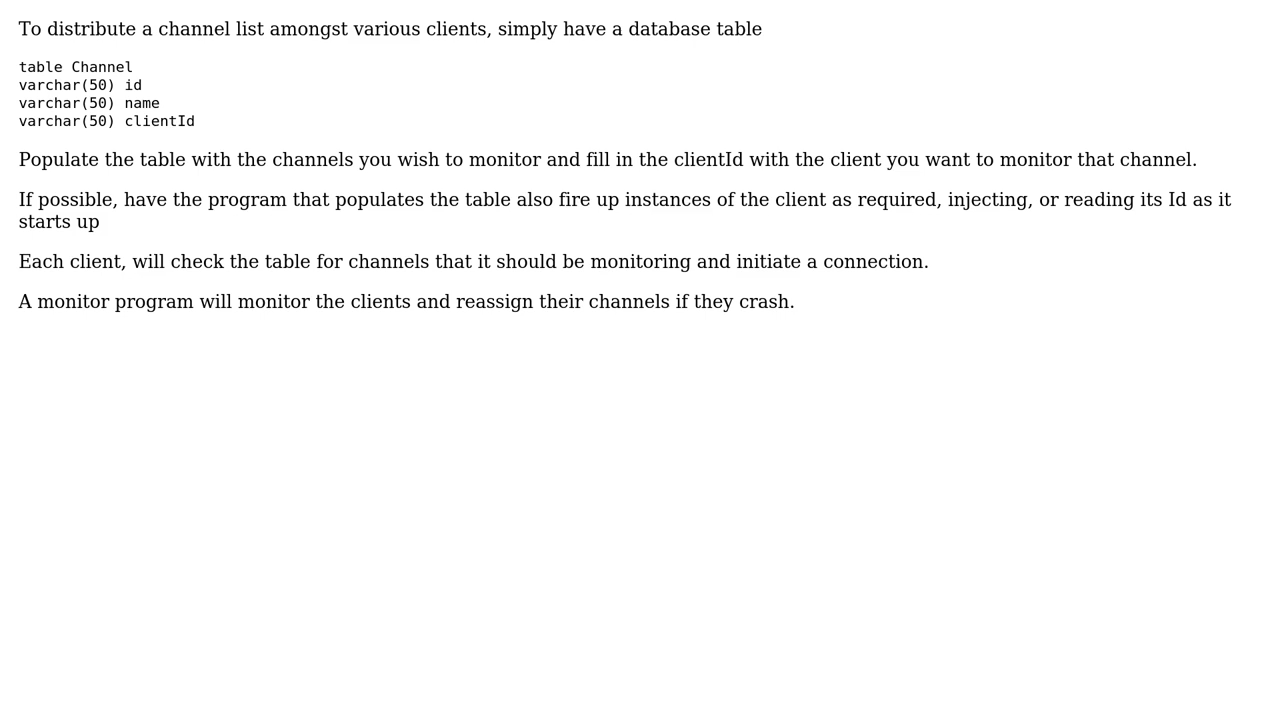 To distribute a channel list amongst various clients, simply have a database table
table Channel
varchar(50) id
varchar(50) name
varchar(50) clientId
Populate the table with the channels you wish to monitor and fill in the clientId with the client you want to monitor that channel.
If possible, have the program that populates the table also fire up instances of the client as required, injecting, or reading its Id as it
starts up
Each client, will check the table for channels that it should be monitoring and initiate a connection.
A monitor program will monitor the clients and reassign their channels if they crash.